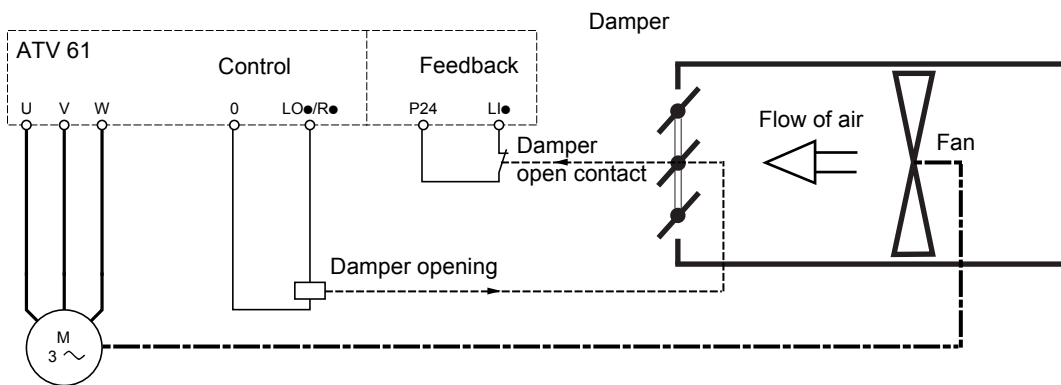 Damper
ATV 61
Control
Feedback
U
V
W
0
LO●/R●
P24
LI●
Flow of air
Fan
Damper
open contact
Damper opening
M
3 ~